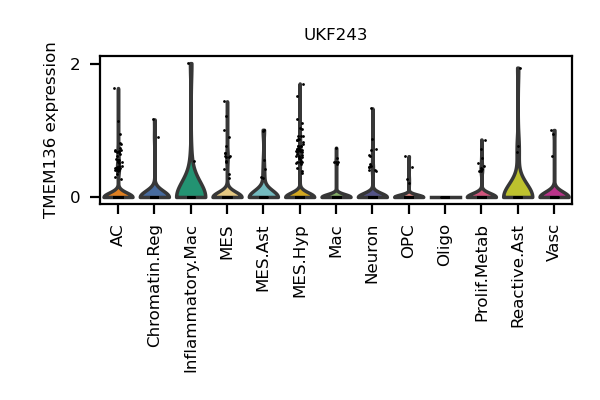 UKF243
TMEM136 expression
2
0
AC
Chromatin.Reg
Inflammatory.Mac
MES
MES.Ast
MES.Hyp
Mac
Neuron
OPC
Oligo
Prolif.Metab
Reactive.Ast
Vasc